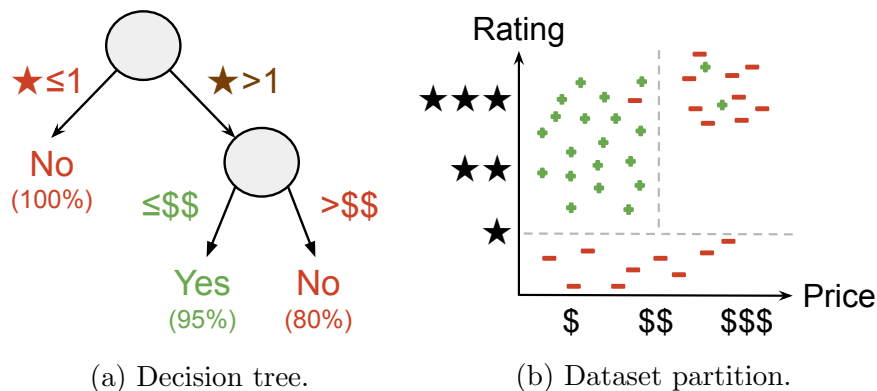 ★≤1
★>1
No
(100%)
≤$$
>$$
Yes
(95%)
No
(80%)
(a) Decision tree.
Rating
★★★
★★
★
Price
$
$$
$$$
(b) Dataset partition.